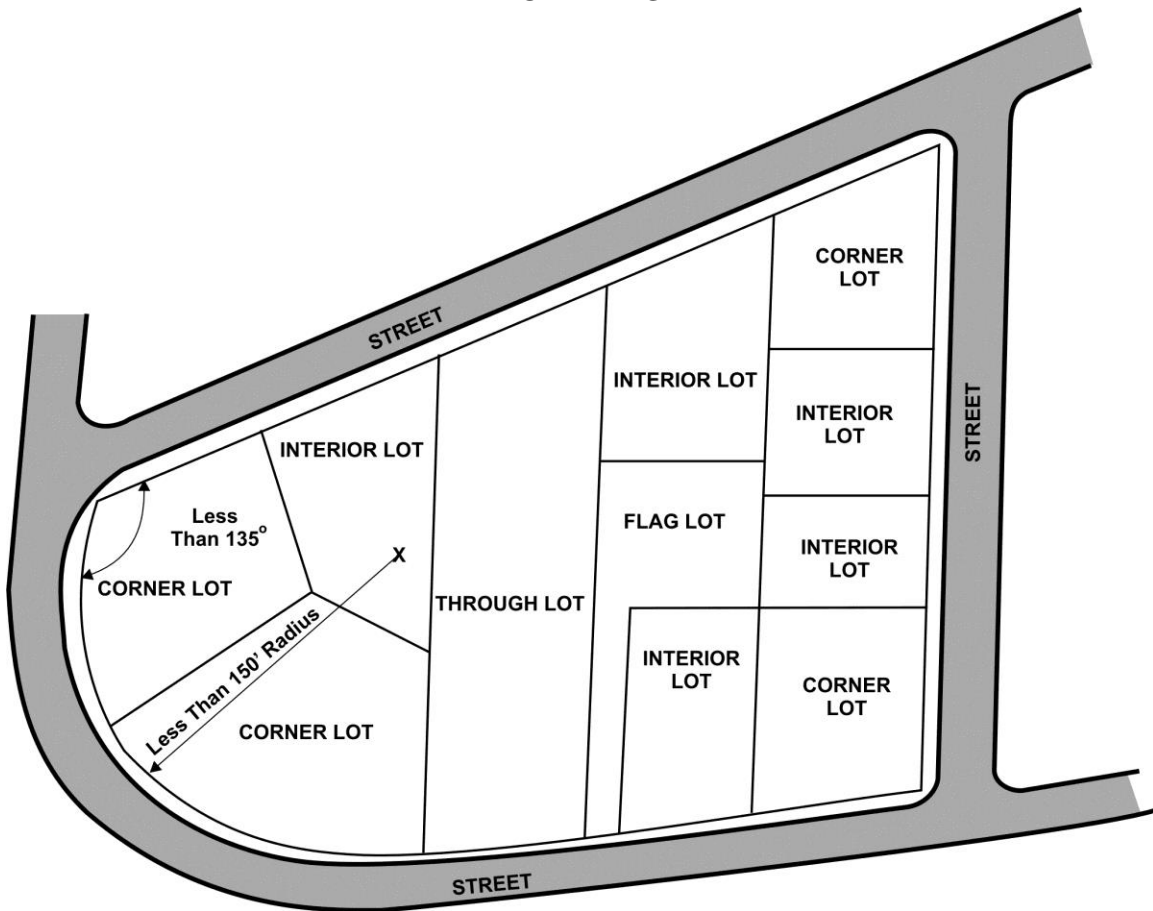 CORNER
LOT
STREET
INTERIOR LOT
STREET
INTERIOR
LOT
INTERIOR LOT
Less
Than 135°
FLAG LOT
INTERIOR
LOT
X
CORNER LOT
THROUGH LOT
Less Than 150' Radius
INTERIOR
LOT
CORNER
LOT
CORNER LOT
STREET